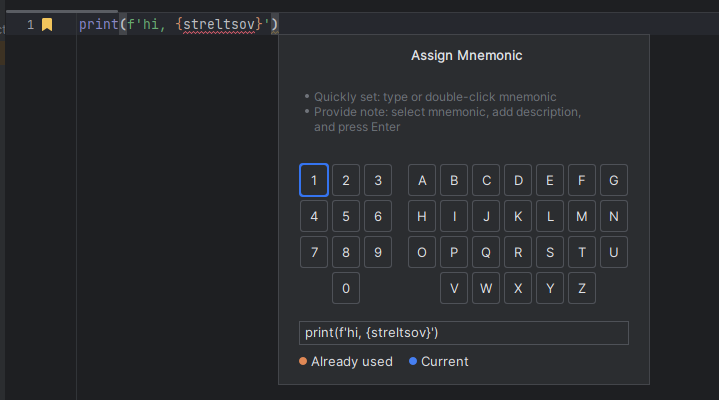 1 print(f'hi, {streltsov}')
Assign Mnemonic
• Quickly set: type or double-click mnemonic
• Provide note: select mnemonic, add description,
and press Enter
1 2 3 A B C D E F G
4 5 6 H I J K L M N
7 8 9 O P Q R S T U
0 V W X Y Z
print(f'hi, {streltsov}')
Already used Current